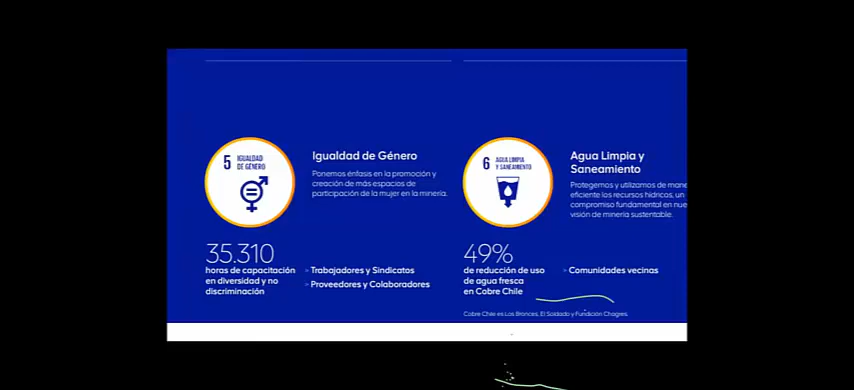 5 IGUALDAD
DE GÉNERO
Igualdad de Género
Ponemos énfasis en la promoción y
creación de más espacios de
participación de la mujer en la minería.
35.310
horas de capacitación
en diversidad y no
discriminación
> Trabajadores y Sindicatos
> Proveedores y Colaboradores
6 AGUA LIMPIA
Y SANEAMIENTO
Agua Limpia y
Saneamiento
Protegemos y utilizamos de mane
eficiente los recursos hídricos, un
compromiso fundamental en nue
visión de minería sustentable.
49%
de reducción de uso
de agua fresca
en Cobre Chile
> Comunidades vecinas
Cobre Chile es Los Bronces, El Soldado y Fundición Chagres.